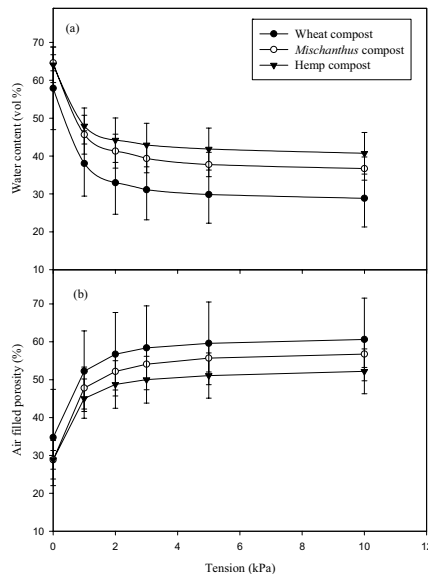 (a)
Wheat compost
Mischanthus compost
Hemp compost
Water content (vol %)
70
60
50
40
30
20
10
(b)
Air filled porosity (%)
70
60
50
40
30
20
10
0 2 4 6 8 10 12
Tension (kPa)